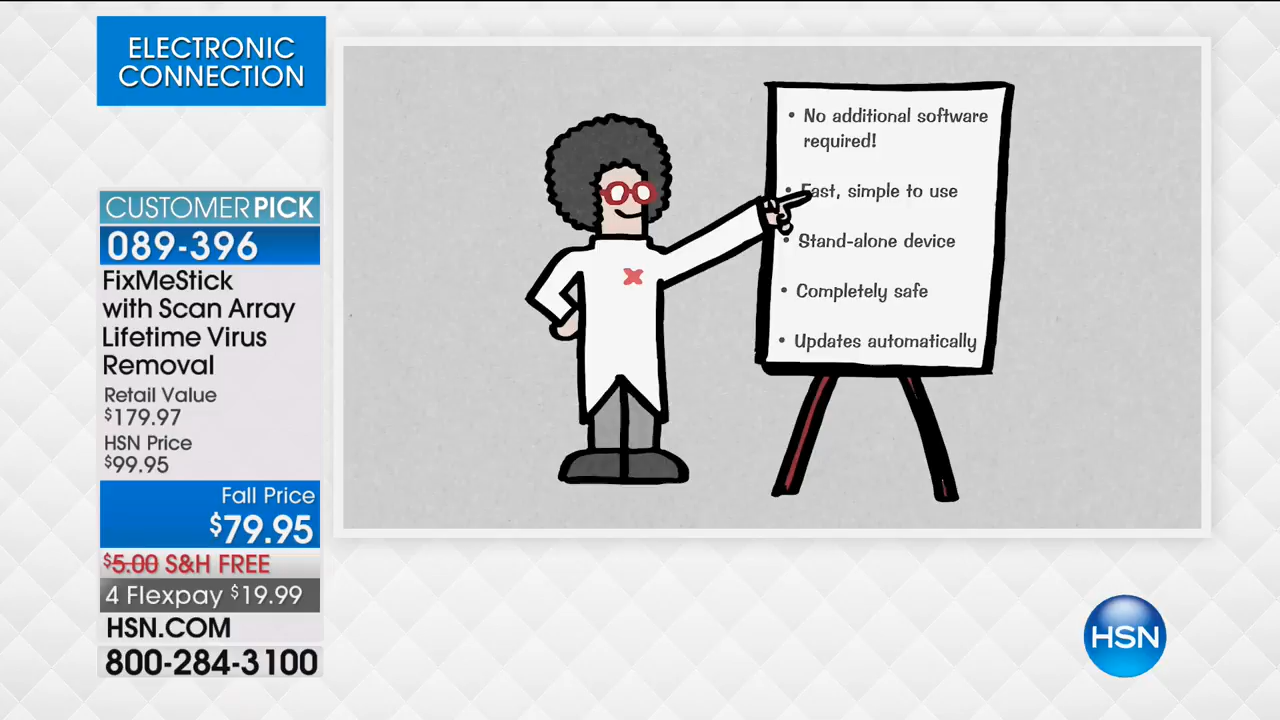 ELECTRONIC
CONNECTION
CUSTOMER PICK
089-396
FixMeStick
with Scan Array
Lifetime Virus
Removal
Retail Value
$179.97
HSN Price
$99.95
Fall Price
$79.95
$5.00 S&H FREE
4 Flexpay $19.99
HSN.COM
800-284-3100
• No additional software
required!
• Fast, simple to use
• Stand-alone device
• Completely safe
• Updates automatically
HSN